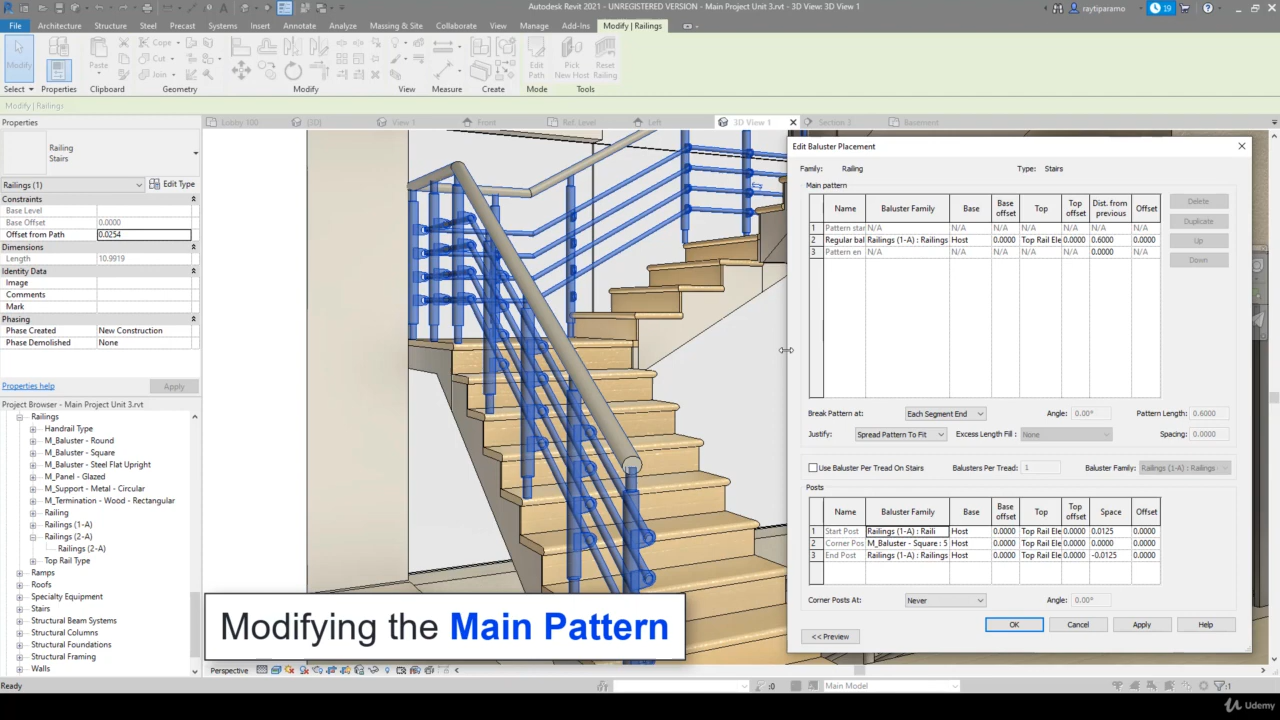 Autodesk Revit 2021 - UNREGISTERED VERSION - Main Project Unit 3.rvt - 3D View: 3D View 1
raytiparamo
19
File Architecture Structure Steel Precast Systems Insert Annotate Analyze Massing & Site Collaborate View Manage Add-Ins Modify | Railings
Modify
Paste
Cope
Cut
Join
Edit Path
Pick New Host
Reset Railing
Select Properties Clipboard Geometry Modify View Measure Create Mode Tools
Modify | Railings
Properties
Lobby 100 {3D} View 1 Front Ref. Level Left 3D View 1 Section 3 Basement
Railing
Stairs
Railings (1) Edit Type
Constraints
Base Level
Base Offset 0.0000
Offset from Path 0.0254
Dimensions
Length 10.9919
Identity Data
Image
Comments
Mark
Phasing
Phase Created New Construction
Phase Demolished None
Properties help Apply
Project Browser - Main Project Unit 3.rvt
Railings
Handrail Type
M_Baluster - Round
M_Baluster - Square
M_Baluster - Steel Flat Upright
M_Panel - Glazed
M_Support - Metal - Circular
M_Termination - Wood - Rectangular
Railing
Railings (1-A)
Railings (2-A)
Railings (2-A)
Top Rail Type
Ramps
Roofs
Specialty Equipment
Stairs
Structural Beam Systems
Structural Columns
Structural Foundations
Structural Framing
Walls
Edit Baluster Placement
Family: Railing Type: Stairs
Main pattern
Name Baluster Family Base Base offset Top Top offset Dist. from previous Offset
1 Pattern star N/A N/A N/A N/A N/A N/A N/A
2 Regular bal Railings (1-A) : Railings Host 0.0000 Top Rail Ele 0.0000 0.6000 0.0000
3 Pattern en N/A N/A N/A N/A N/A 0.0000 N/A
Delete
Duplicate
Up
Down
Break Pattern at: Each Segment End Angle: 0.00° Pattern Length: 0.6000
Justify: Spread Pattern To Fit Excess Length Fill : None Spacing: 0.0000
Use Baluster Per Tread On Stairs Balusters Per Tread: 1 Baluster Family: Railings (1-A) : Railings
Posts
Name Baluster Family Base Base offset Top Top offset Space Offset
1 Start Post Railings (1-A) : Raili Host 0.0000 Top Rail Ele 0.0000 0.0125 0.0000
2 Corner Pos M_Baluster - Square : 5 Host 0.0000 Top Rail Ele 0.0000 0.0000 0.0000
3 End Post Railings (1-A) : Railings Host 0.0000 Top Rail Ele 0.0000 -0.0125 0.0000
Corner Posts At: Never Angle: 0.00°
OK Cancel Apply Help
<< Preview
Modifying the Main Pattern
Perspective
Ready
:0
Main Model
:1
Udemy